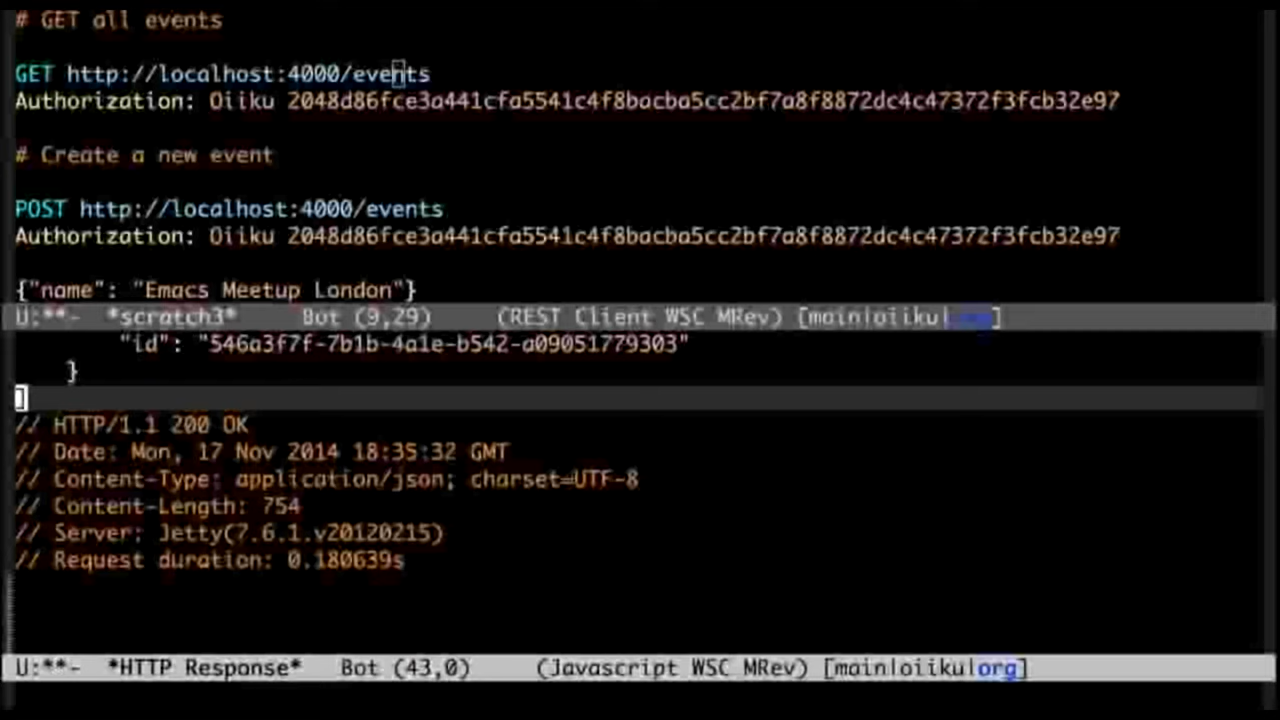 # GET all events
GET http://localhost:4000/events
Authorization: Oiiku 2048d86fce3a441cfa5541c4f8bacba5cc2bf7a8f8872dc4c47372f3fcb32e97
# Create a new event
POST http://localhost:4000/events
Authorization: Oiiku 2048d86fce3a441cfa5541c4f8bacba5cc2bf7a8f8872dc4c47372f3fcb32e97
{"name": "Emacs Meetup London"}
U:**-  *scratch3*     Bot (9,29)     (REST Client WSC MRev) [main|oiiku|org]
"id": "546a3f7f-7b1b-4a1e-b542-a09051779303"
}
]
// HTTP/1.1 200 OK
// Date: Mon, 17 Nov 2014 18:35:32 GMT
// Content-Type: application/json; charset=UTF-8
// Content-Length: 754
// Server: Jetty(7.6.1.v20120215)
// Request duration: 0.180639s
U:**-  *HTTP Response*   Bot (43,0)     (Javascript WSC MRev) [main|oiiku|org]